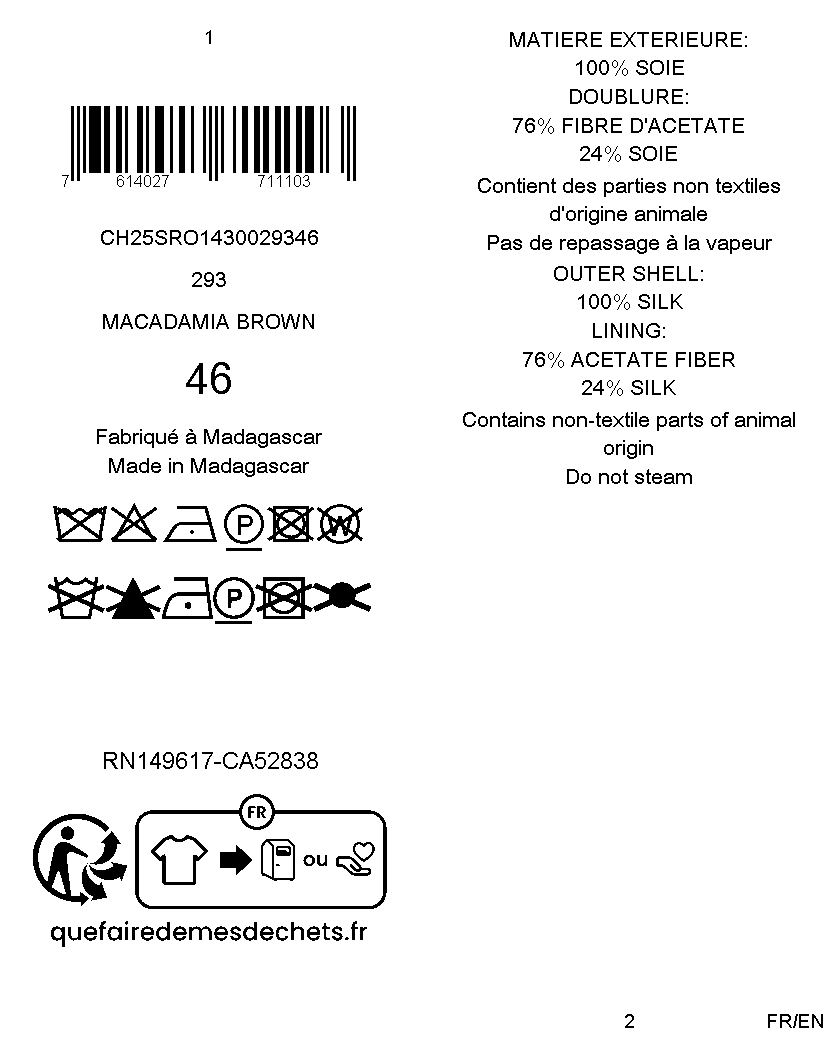 1
7 614027 711103
CH25SRO1430029346
293
MACADAMIA BROWN
46
Fabriqué à Madagascar
Made in Madagascar
P W
P
RN149617-CA52838
FR
ou
quefairedemesdechets.fr
MATIERE EXTERIEURE:
100% SOIE
DOUBLURE:
76% FIBRE D'ACETATE
24% SOIE
Contient des parties non textiles
d'origine animale
Pas de repassage à la vapeur
OUTER SHELL:
100% SILK
LINING:
76% ACETATE FIBER
24% SILK
Contains non-textile parts of animal
origin
Do not steam
2
FR/EN